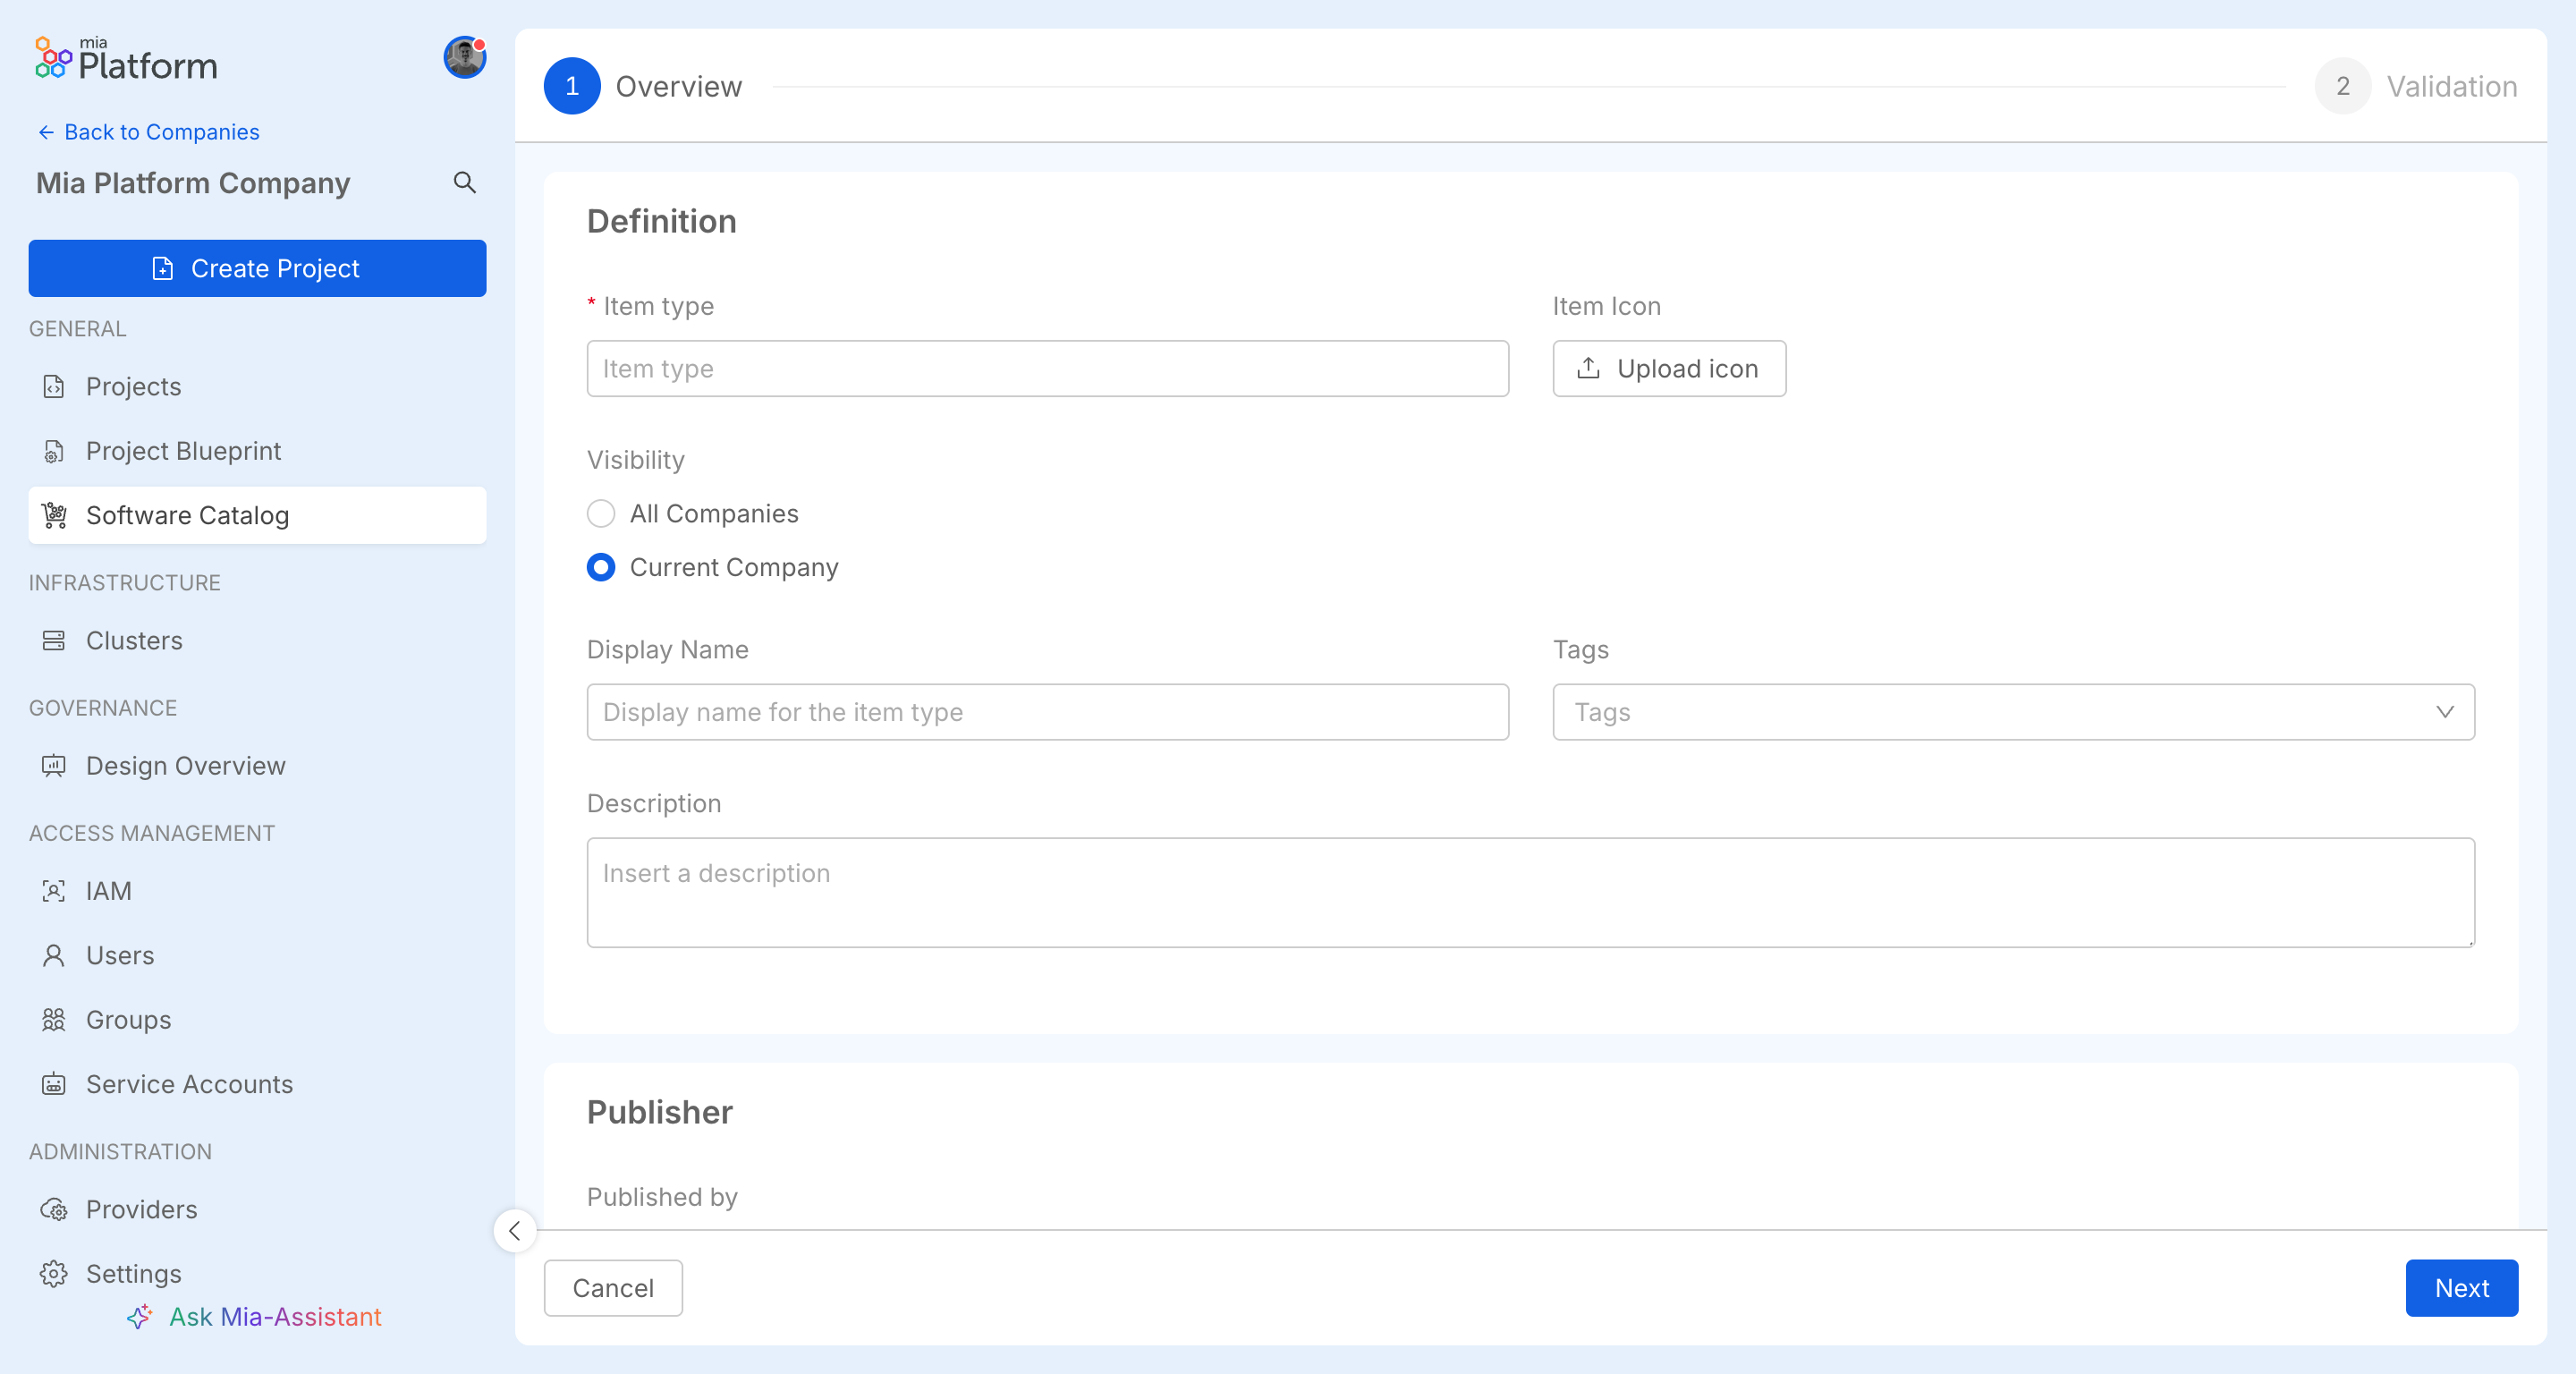 mia
Platform
Back to Companies
Mia Platform Company
Create Project
GENERAL
Projects
Project Blueprint
Software Catalog
INFRASTRUCTURE
Clusters
GOVERNANCE
Design Overview
ACCESS MANAGEMENT
IAM
Users
Groups
Service Accounts
ADMINISTRATION
Providers
Settings
Ask Mia-Assistant
1 Overview
2 Validation
Definition
* Item type
Item Icon
Item type
Upload icon
Visibility
All Companies
Current Company
Display Name
Tags
Display name for the item type
Tags
Description
Insert a description
Publisher
Published by
Cancel
Next